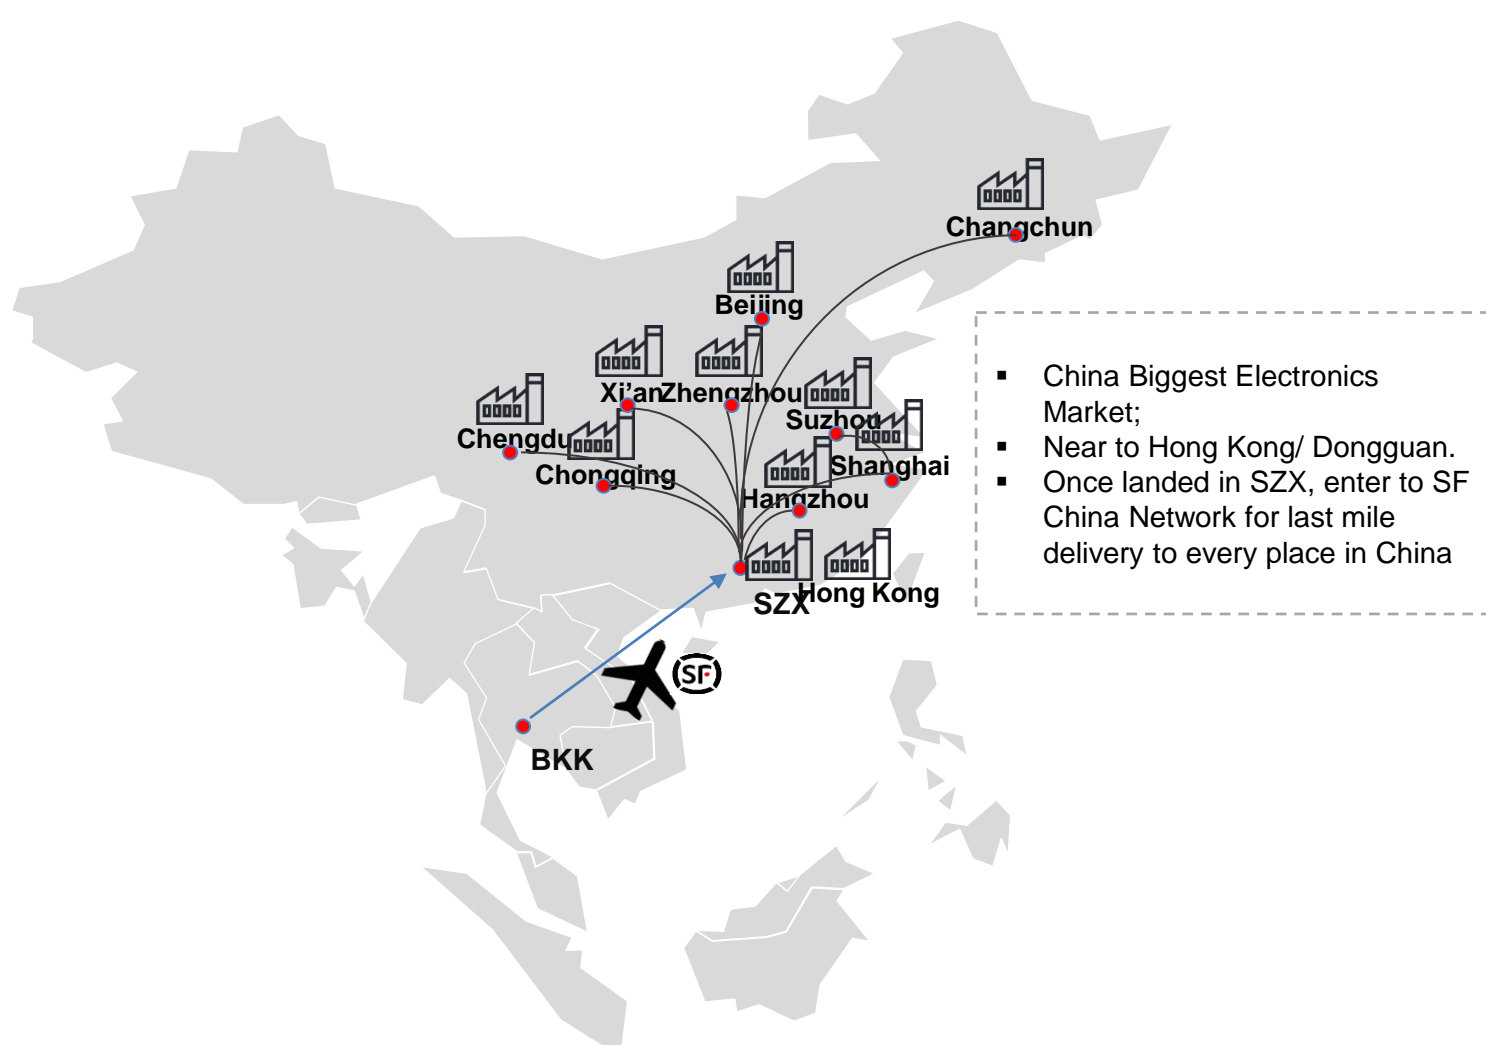 Changchun
Beijing
Xi’an
Zhengzhou
Suzhou
Chengdu
Chongqing
Shanghai
Hangzhou
SZX
Hong Kong
SF
BKK
▪ China Biggest Electronics
Market;
▪ Near to Hong Kong/ Dongguan.
▪ Once landed in SZX, enter to SF
China Network for last mile
delivery to every place in China